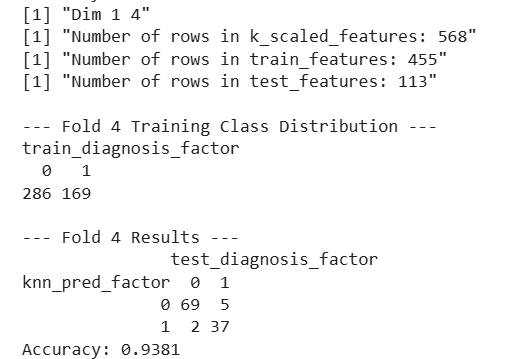 [1] "Dim 1 4"
[1] "Number of rows in k_scaled_features: 568"
[1] "Number of rows in train_features: 455"
[1] "Number of rows in test_features: 113"
--- Fold 4 Training Class Distribution ---
train_diagnosis_factor
0 1
286 169
--- Fold 4 Results ---
test_diagnosis_factor
knn_pred_factor 0 1
0 69 5
1 2 37
Accuracy: 0.9381